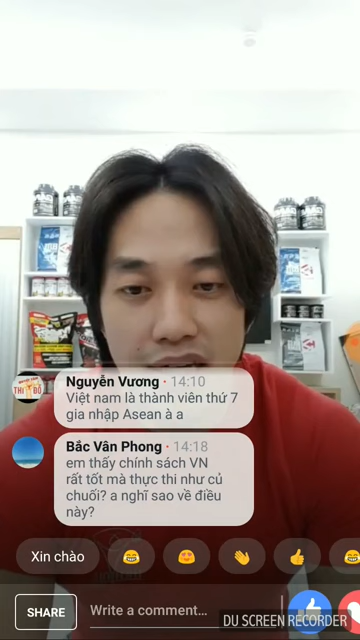 Nguyễn Vương · 14:10
Việt nam là thành viên thứ 7
gia nhập Asean à a
Bắc Vân Phong · 14:18
em thấy chính sách VN
rất tốt mà thực thi như củ
chuối? a nghĩ sao về điều
này?
Xin chào
SHARE
Write a comment...
DU SCREEN RECORDER